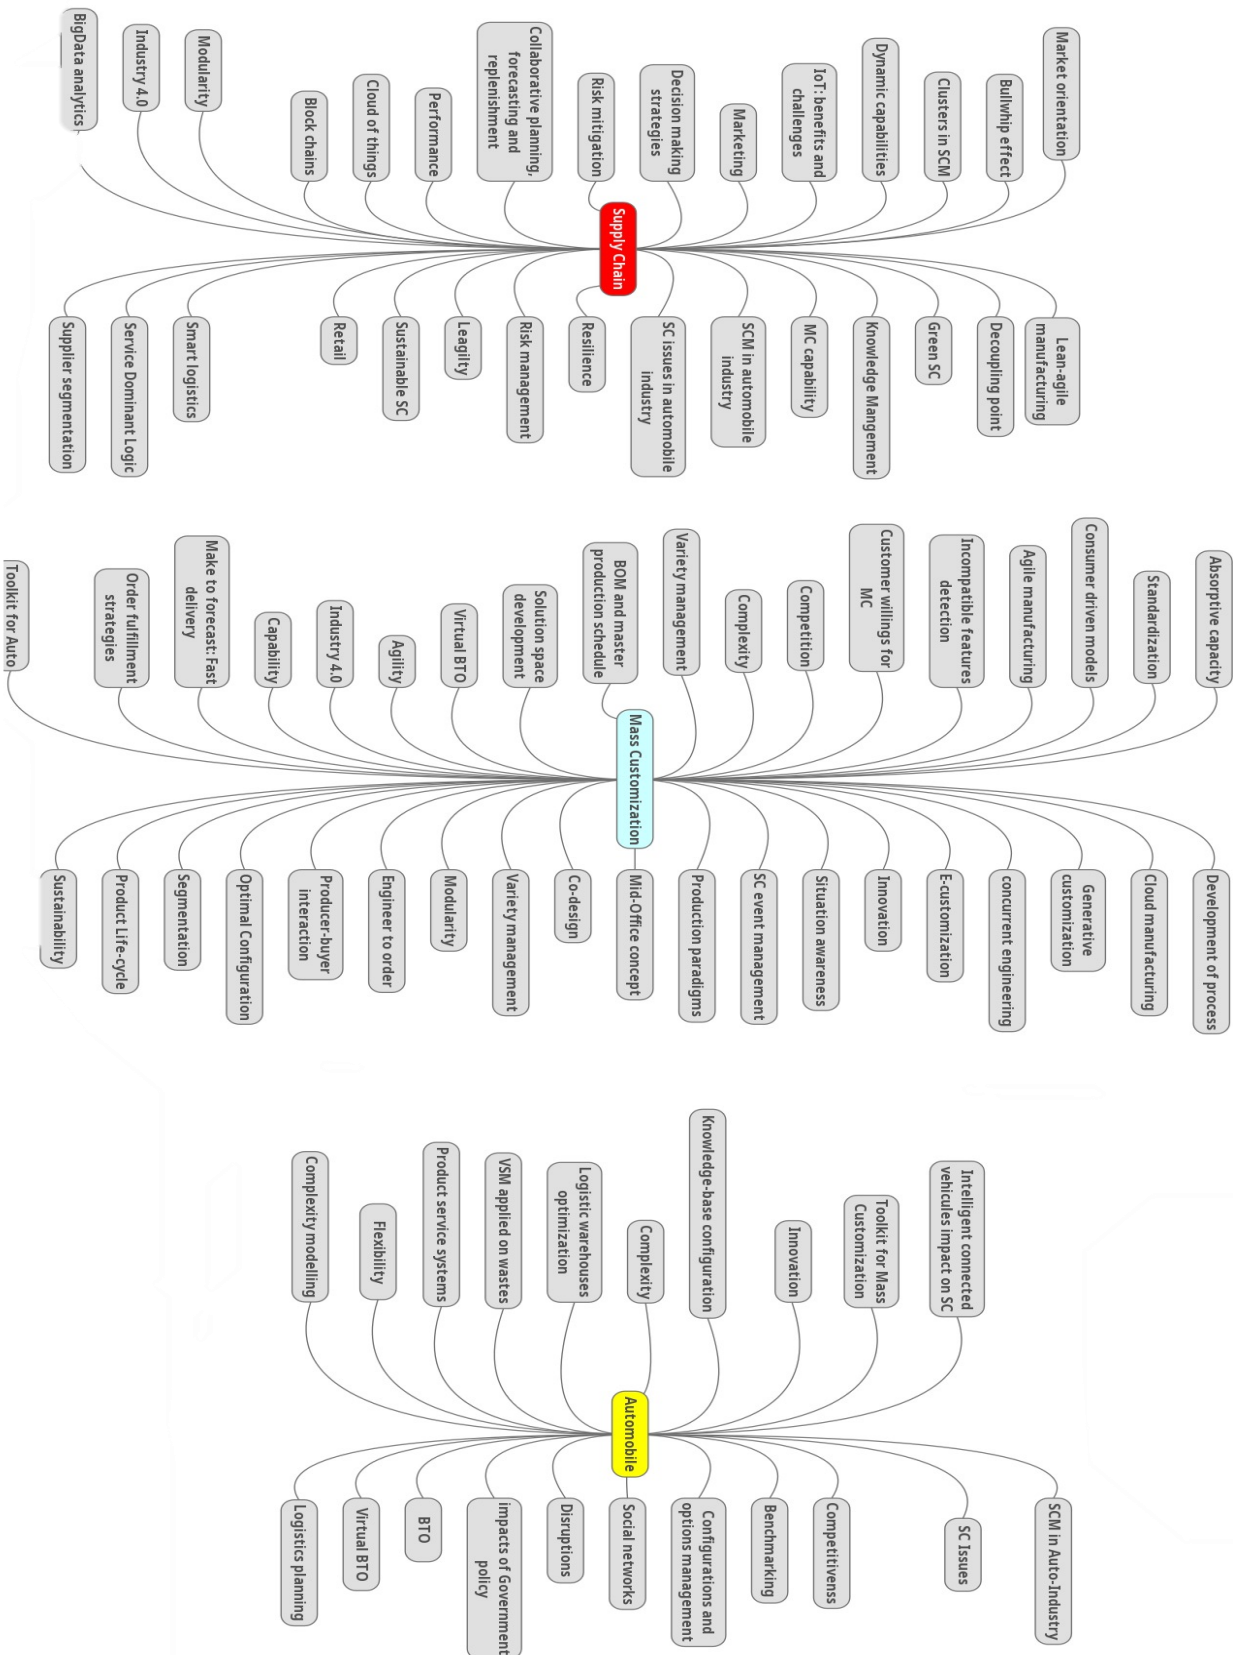 Market orientation
Bullwhip effect
Clusters in SCM
Dynamic capabilities
IoT: benefits and
challenges
Marketing
Decision making
strategies
Risk mitigation
Collaborative planning,
forecasting and
replenishment
Performance
Cloud of things
Block chains
Modularity
Industry 4.0
BigData analytics
Supply Chain
Lean-agile
manufacturing
Decoupling point
Green SC
Knowledge Mangement
MC capability
SCM in automobile
industry
SC issues in automobile
industry
Resilience
Risk management
Leagilty
Sustainable SC
Retail
Smart logistics
Service Dominant Logic
Supplier segmentation
Absorptive capacity
Standardization
Consumer driven models
Agile manufacturing
Incompatible features
detection
Customer willings for
MC
Competition
Complexity
Variety management
BOM and master
production schedule
Solution space
development
Virtual BTO
Agility
Industry 4.0
Capability
Make to forecast: Fast
delivery
Order fulfillment
strategies
Toolkit for Auto
Mass Customization
Development of process
Cloud manufacturing
Generative
customization
concurrent engineering
E-customization
Innovation
Situation awareness
SC event management
Production paradigms
Mid-Office concept
Co-design
Variety management
Modularity
Engineer to order
Producer-buyer
interaction
Optimal Configuration
Segmentation
Product Life-cycle
Sustainability
Intelligent connected
vehicules impact on SC
Toolkit for Mass
Customization
Innovation
Knowledge-base configuration
Complexity
Logistic warehouses
optimization
VSM applied on wastes
Product service systems
Flexibility
Complexity modelling
Automobile
SCM in Auto-Industry
SC Issues
Competitivenss
Benchmarking
Configurations and
options management
Social networks
Disruptions
impacts of Government
policy
BTO
Virtual BTO
Logistics planning